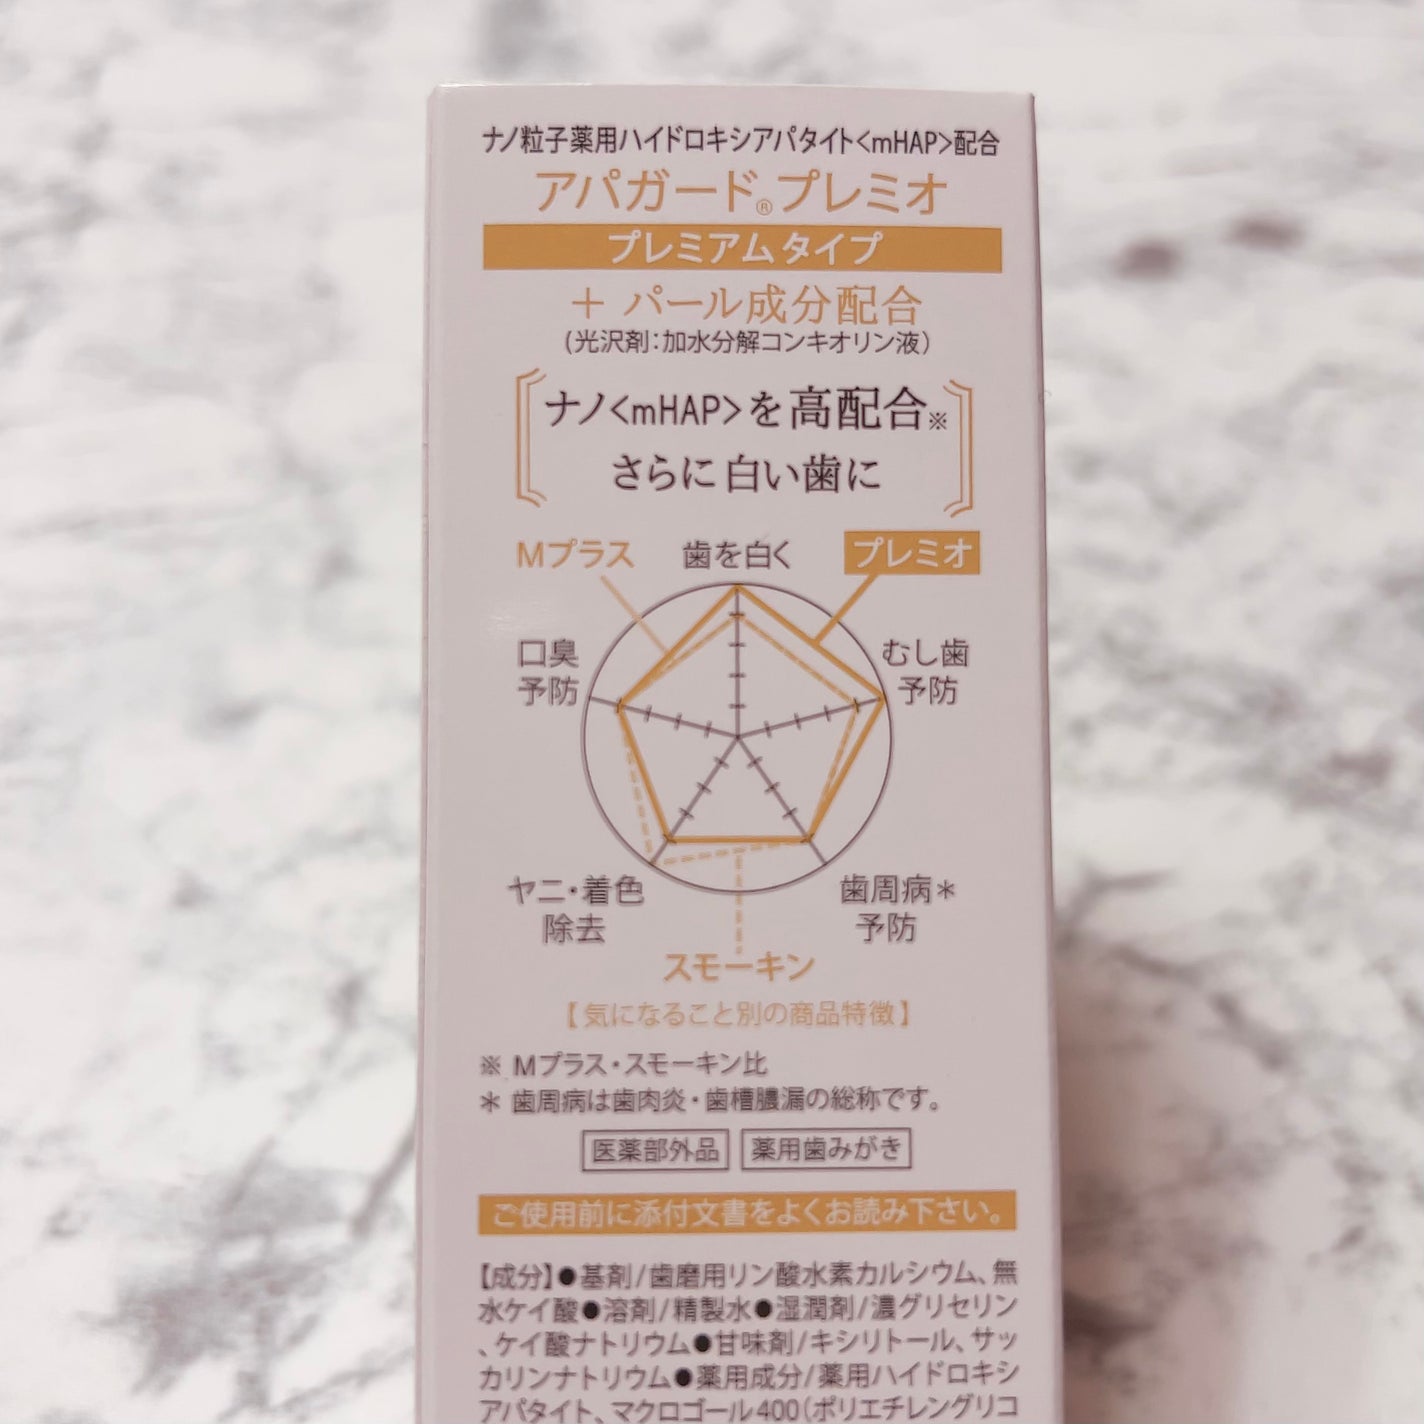 ナノ粒子薬用ハイドロキシアパタイト<mHAP>配合
アパガード®プレミオ
プレミアムタイプ
＋ パール成分配合
(光沢剤:加水分解コンキオリン液)
ナノ<mHAP>を高配合※
さらに白い歯に
Mプラス 歯を白く プレミオ
口臭
予防
むし歯
予防
ヤニ・着色
除去
歯周病＊
予防
スモーキン
【気になること別の商品特徴】
※ Mプラス・スモーキン比
＊ 歯周病は歯肉炎・歯槽膿漏の総称です。
医薬部外品 薬用歯みがき
ご使用前に添付文書をよくお読み下さい。
【成分】●基剤/歯磨用リン酸水素カルシウム、無
水ケイ酸●溶剤/精製水●湿潤剤/濃グリセリン
、ケイ酸ナトリウム●甘味剤/キシリトール、サッ
カリンナトリウム●薬用成分/薬用ハイドロキシ
アパタイト、マクロゴール400(ポリエチレングリコ